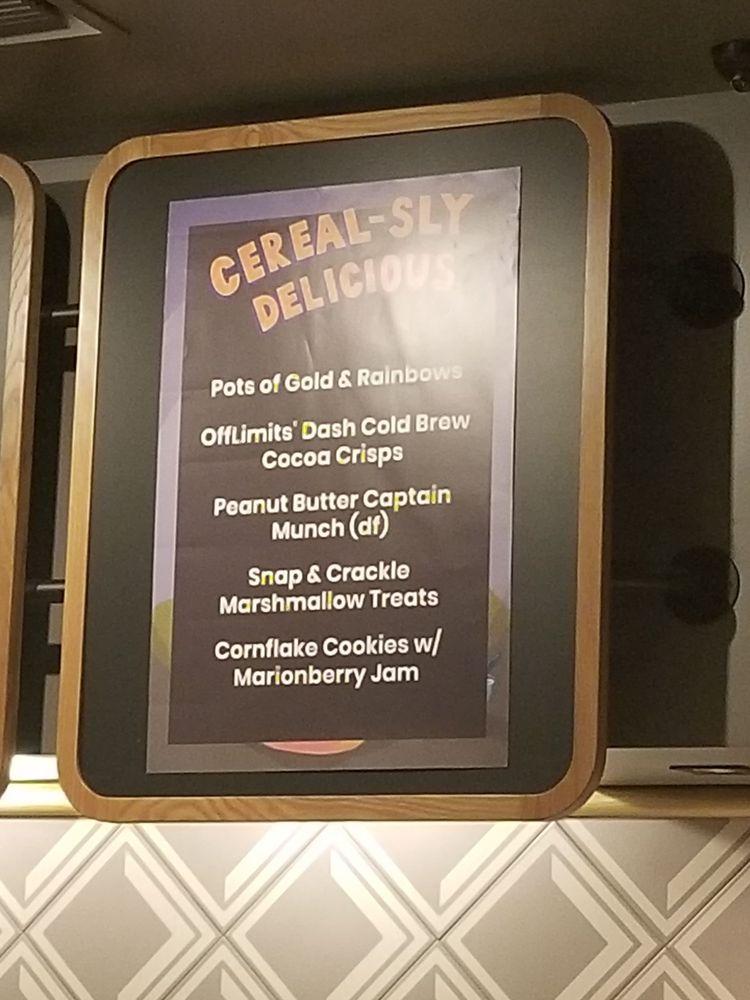 CEREAL-SLY
DELICIOUS
Pots of Gold & Rainbows
OffLimits' Dash Cold Brew
Cocoa Crisps
Peanut Butter Captain
Munch (df)
Snap & Crackle
Marshmallow Treats
Cornflake Cookies w/
Marionberry Jam